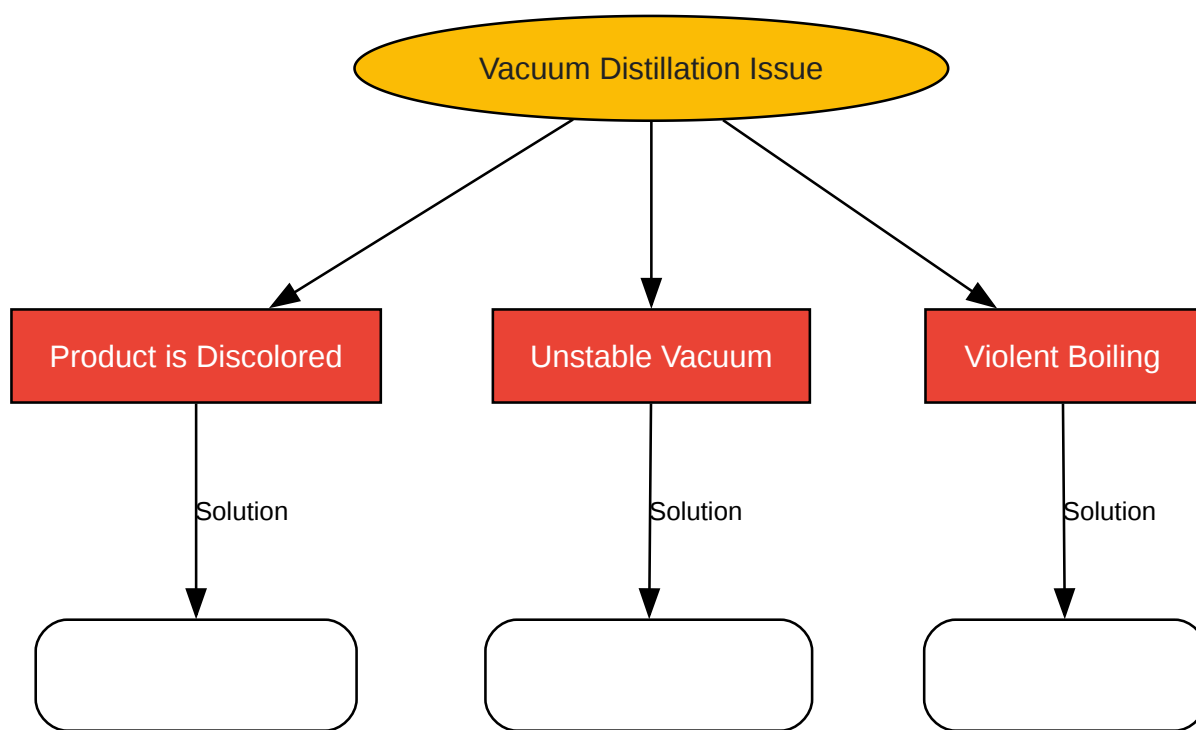 Vacuum Distillation Issue
Product is Discolored
Unstable Vacuum
Violent Boiling
Solution
Solution
Solution